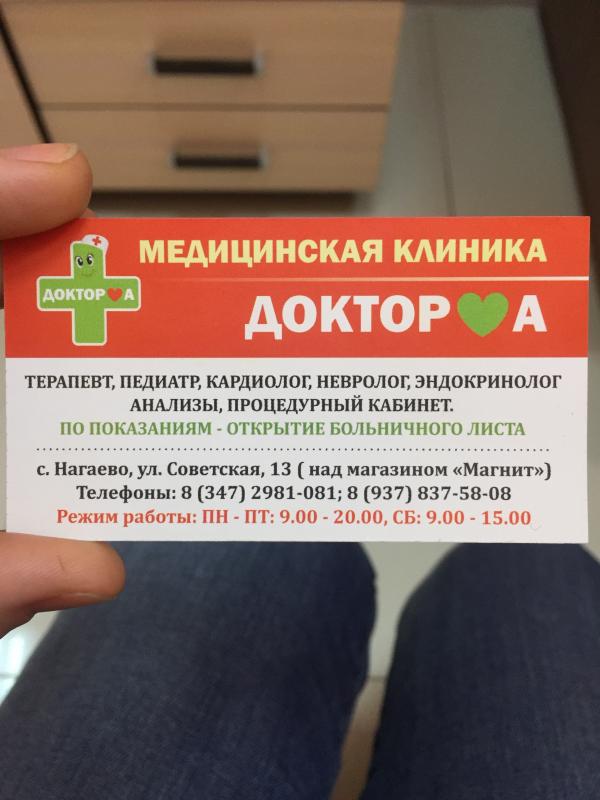 МЕДИЦИНСКАЯ КЛИНИКА
ДОКТОР💚А
ДОКТОР❤А
ТЕРАПЕВТ, ПЕДИАТР, КАРДИОЛОГ, НЕВРОЛОГ, ЭНДОКРИНОЛОГ
АНАЛИЗЫ, ПРОЦЕДУРНЫЙ КАБИНЕТ.
ПО ПОКАЗАНИЯМ - ОТКРЫТИЕ БОЛЬНИЧНОГО ЛИСТА
с. Нагаево, ул. Советская, 13 ( над магазином «Магнит»)
Телефоны: 8 (347) 2981-081; 8 (937) 837-58-08
Режим работы: ПН - ПТ: 9.00 - 20.00, СБ: 9.00 - 15.00